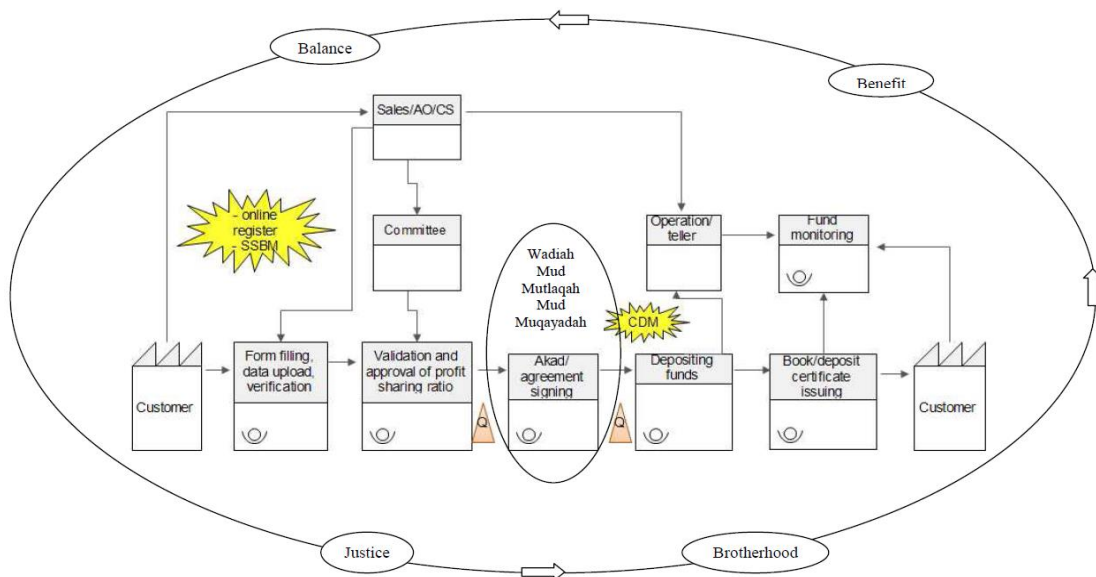 Balance
Benefit
Sales/AO/CS
- online
register
- SSBM
Committee
Operation/
teller
Fund
monitoring
Wadiah
Mud
Mutlaqah
Mud
Muqayadah
CDM
Customer
Form filling,
data upload,
verification
Validation and
approval of profit
sharing ratio
Q
Akad/
agreement
signing
Q
Depositing
funds
Book/deposit
certificate
issuing
Customer
Justice
Brotherhood